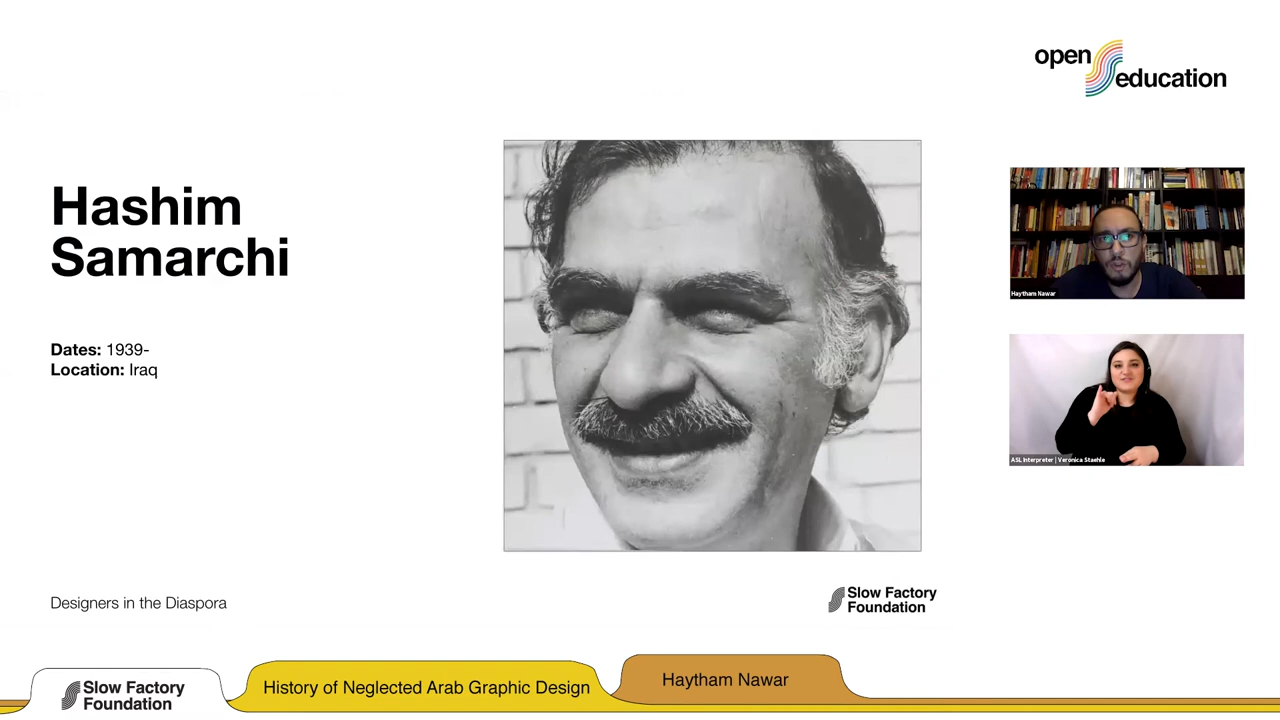 open
education
Hashim
Samarchi
Dates: 1939-
Location: Iraq
Haytham Nawar
ASL Interpreter | Veronica Staehle
Designers in the Diaspora
Slow Factory
Foundation
Slow Factory
Foundation
History of Neglected Arab Graphic Design
Haytham Nawar